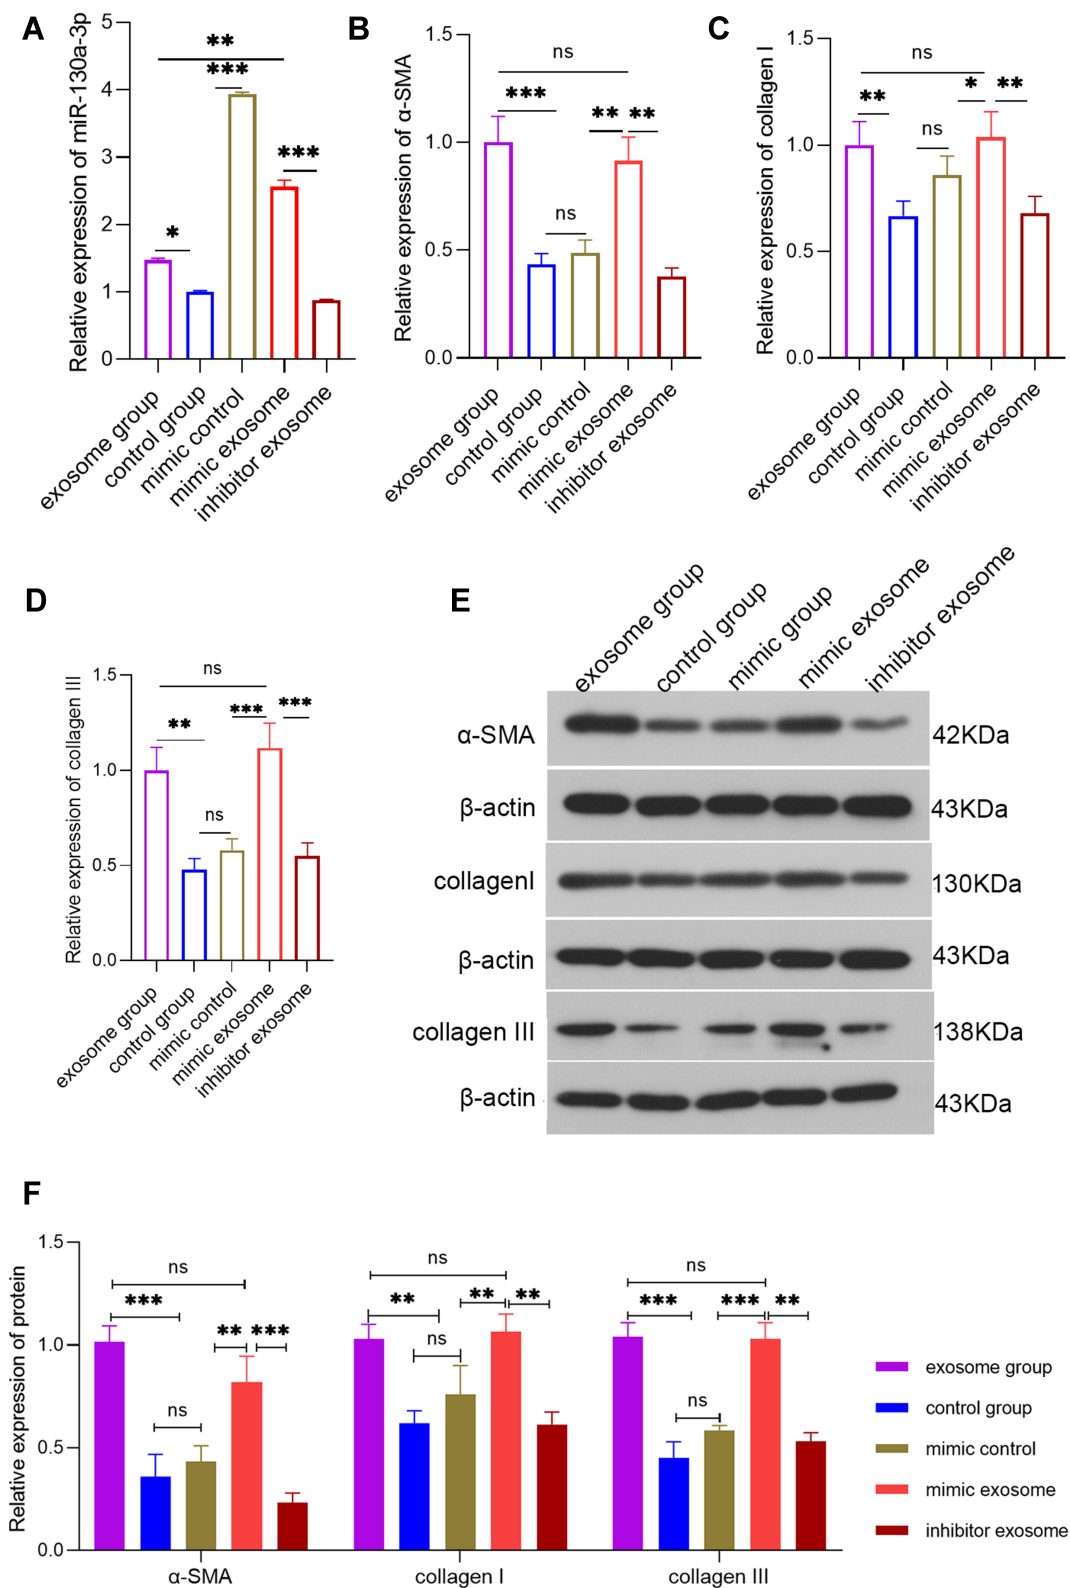 A
Relative expression of miR-130a-3p
5
4
3
2
1
0
**
***
***
*
exosome group
control group
mimic control
mimic exosome
inhibitor exosome
B
Relative expression of α-SMA
1.5
1.0
0.5
0.0
ns
***
**
**
ns
exosome group
control group
mimic control
mimic exosome
inhibitor exosome
C
Relative expression of collagen I
1.5
1.0
0.5
0.0
ns
**
*
**
ns
exosome group
control group
mimic control
mimic exosome
inhibitor exosome
D
Relative expression of collagen III
1.5
1.0
0.5
0.0
ns
**
***
***
ns
exosome group
control group
mimic control
mimic exosome
inhibitor exosome
E
exosome group
control group
mimic group
mimic exosome
inhibitor exosome
α-SMA 42KDa
β-actin 43KDa
collagenI 130KDa
β-actin 43KDa
collagen III 138KDa
β-actin 43KDa
F
Relative expression of protein
1.5
1.0
0.5
0.0
ns
***
** ***
ns
ns
**
** **
ns
ns
***
*** **
ns
α-SMA collagen I collagen III
exosome group
control group
mimic control
mimic exosome
inhibitor exosome